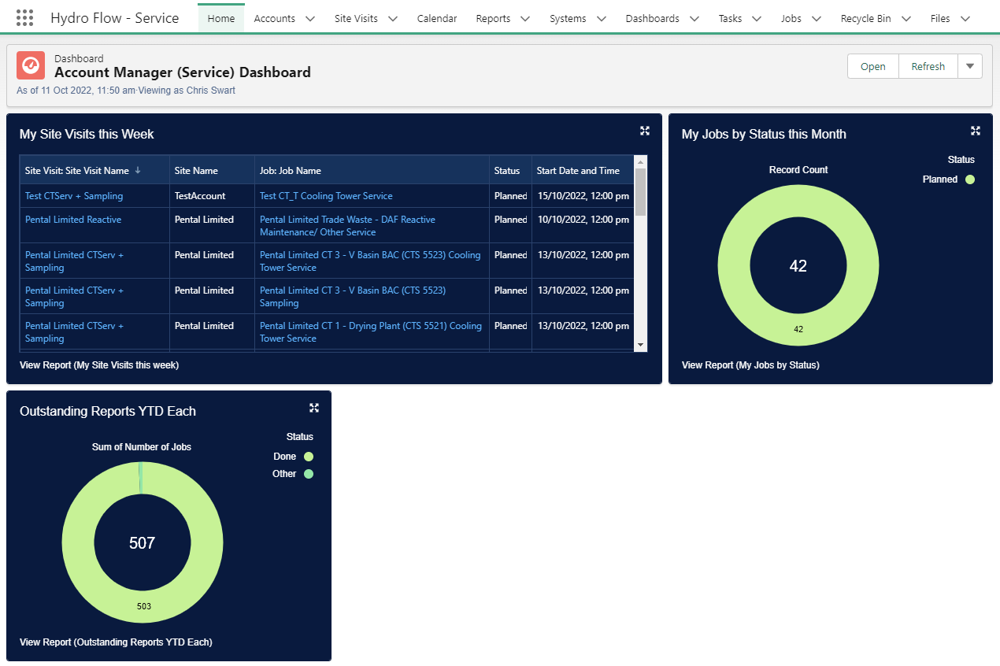 Hydro Flow - Service
Home
Accounts
Site Visits
Calendar
Reports
Systems
Dashboards
Tasks
Jobs
Recycle Bin
Files
Dashboard
Account Manager (Service) Dashboard
As of 11 Oct 2022, 11:50 am·Viewing as Chris Swart
Open
Refresh
My Site Visits this Week
Site Visit: Site Visit Name ↓
Site Name
Job: Job Name
Status
Start Date and Time
Test CTServ + Sampling
TestAccount
Test CT_T Cooling Tower Service
Planned
15/10/2022, 12:00 pm
Pental Limited Reactive
Pental Limited
Pental Limited Trade Waste - DAF Reactive
Maintenance/ Other Service
Planned
10/10/2022, 12:00 pm
Pental Limited CTServ +
Sampling
Pental Limited
Pental Limited CT 3 - V Basin BAC (CTS 5523) Cooling
Tower Service
Planned
13/10/2022, 12:00 pm
Pental Limited CTServ +
Sampling
Pental Limited
Pental Limited CT 3 - V Basin BAC (CTS 5523)
Sampling
Planned
13/10/2022, 12:00 pm
Pental Limited CTServ +
Sampling
Pental Limited
Pental Limited CT 1 - Drying Plant (CTS 5521) Cooling
Tower Service
Planned
13/10/2022, 12:00 pm
View Report (My Site Visits this week)
My Jobs by Status this Month
Status
Planned
Record Count
42
42
View Report (My Jobs by Status)
Outstanding Reports YTD Each
Status
Done
Other
Sum of Number of Jobs
507
503
View Report (Outstanding Reports YTD Each)